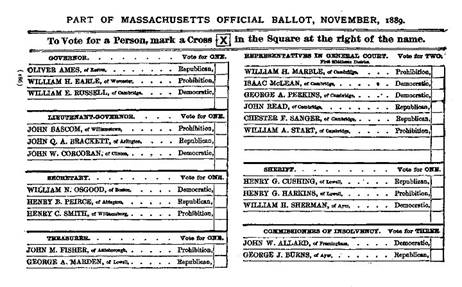 PART OF MASSACHUSETTS OFFICIAL BALLOT, NOVEMBER, 1889.
To Vote for a Person, mark a Cross X in the Square at the right of the name.
GOVERNOR. Vote for ONE.
OLIVER AMES, of Easton, . . . . . Republican,
WILLIAM H. EARLE, of Worcester, . . . . Prohibition,
WILLIAM E. RUSSELL, of Cambridge, . . . . Democratic,
LIEUTENANT-GOVERNOR. Vote for ONE.
JOHN BASCOM, of Williamstown, . . . . Prohibition,
JOHN Q. A. BRACKETT, of Arlington, . . . Republican,
JOHN W. CORCORAN, of Clinton, . . . . Democratic,
SECRETARY. Vote for ONE.
WILLIAM N. OSGOOD, of Boston, . . . . Democratic,
HENRY B. PEIRCE, of Abington, . . . . Republican,
HENRY C. SMITH, of Williamsburg, . . . . Prohibition,
TREASURER. Vote for ONE.
JOHN M. FISHER, of Attleborough, . . . . Prohibition,
GEORGE A. MARDEN, of Lowell, . . . . Republican,
REPRESENTATIVES IN GENERAL COURT. Vote for TWO.
First Middlesex District.
WILLIAM H. MARBLE, of Cambridge, . . . Prohibition,
ISAAC McLEAN, of Cambridge, . . . . Democratic,
GEORGE A. PERKINS, of Cambridge, . . . Democratic,
JOHN READ, of Cambridge, . . . . . Republican,
CHESTER F. SANGER, of Cambridge, . . . Republican,
WILLIAM A. START, of Cambridge, . . . Prohibition,
SHERIFF. Vote for ONE.
HENRY G. CUSHING, of Lowell, . . . . Republican,
HENRY G. HARKINS, of Lowell, . . . . Prohibition,
WILLIAM H. SHERMAN, of Ayer, . . . . Democratic,
COMMISSIONERS OF INSOLVENCY. Vote for THREE.
JOHN W. ALLARD, of Framingham, . . . . Democratic,
GEORGE J. BURNS, of Ayer, . . . . . Republican,